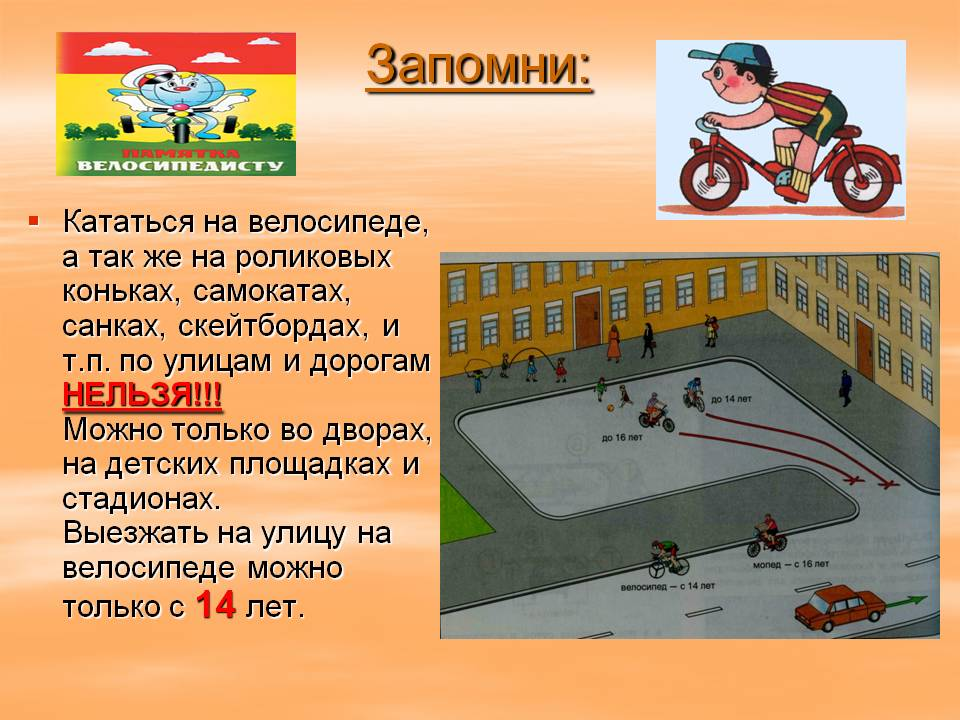 Запомни:
ПАМЯТКА
ВЕЛОСИПЕДИСТУ
Кататься на велосипеде,
а так же на роликовых
коньках, самокатах,
санках, скейтбордах, и
т.п. по улицам и дорогам
НЕЛЬЗЯ!!!
Можно только во дворах,
на детских площадках и
стадионах.
Выезжать на улицу на
велосипеде можно
только с 14 лет.
до 14 лет
до 16 лет
мопед – с 16 лет
велосипед – с 14 лет